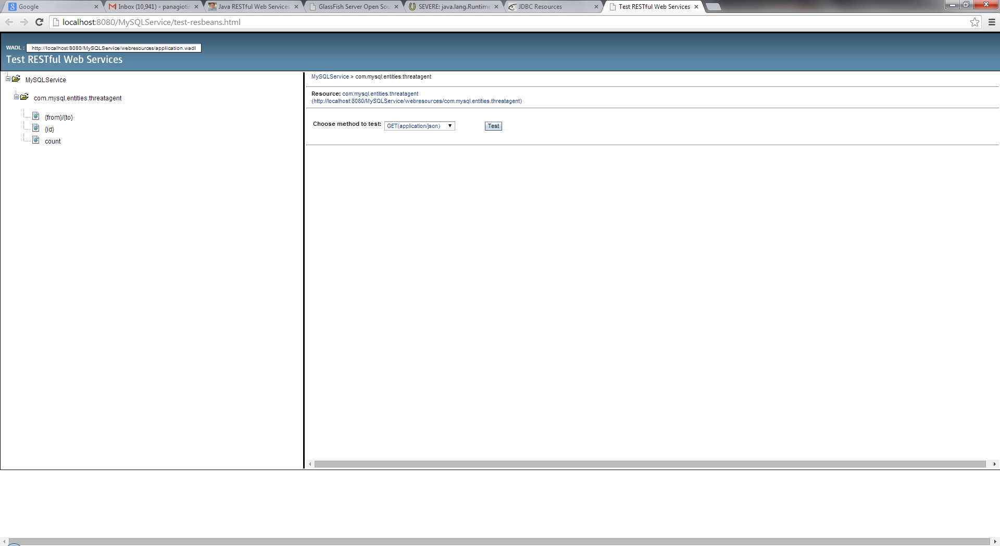 Google
Inbox (10,941) - panagioti
Java RESTful Web Services
GlassFish Server Open Sou
SEVERE: java.lang.Runtime
JDBC Resources
Test RESTful Web Services
localhost:8080/MySQLService/test-resbeans.html
WADL : http://localhost:8080/MySQLService/webresources/application.wadl
Test RESTful Web Services
MySQLService
com.mysql.entities.threatagent
{from}/{to}
{id}
count
MySQLService > com.mysql.entities.threatagent
Resource: com.mysql.entities.threatagent
(http://localhost:8080/MySQLService/webresources/com.mysql.entities.threatagent)
Choose method to test: GET(application/json) Test